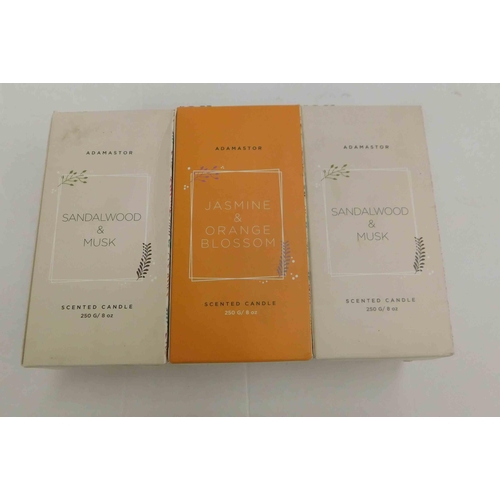 ADAMASTOR
SANDALWOOD
&
MUSK
SCENTED CANDLE
250 G/ 8 oz
ADAMASTOR
JASMINE
&
ORANGE
BLOSSOM
SCENTED CANDLE
250 G/ 8 oz
ADAMASTOR
SANDALWOOD
&
MUSK
SCENTED CANDLE
250 G/ 8 oz